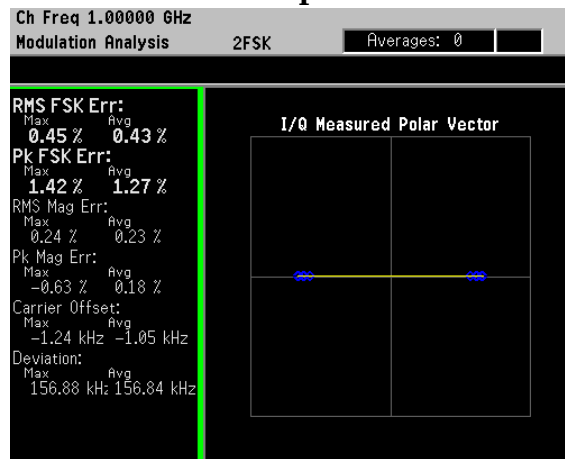 Ch Freq 1.00000 GHz
Modulation Analysis 2FSK Averages: 0
RMS FSK Err:
Max Avg
0.45 % 0.43 %
Pk FSK Err:
Max Avg
1.42 % 1.27 %
RMS Mag Err:
Max Avg
0.24 % 0.23 %
Pk Mag Err:
Max Avg
-0.63 % 0.18 %
Carrier Offset:
Max Avg
-1.24 kHz -1.05 kHz
Deviation:
Max Avg
156.88 kHz 156.84 kHz
I/Q Measured Polar Vector